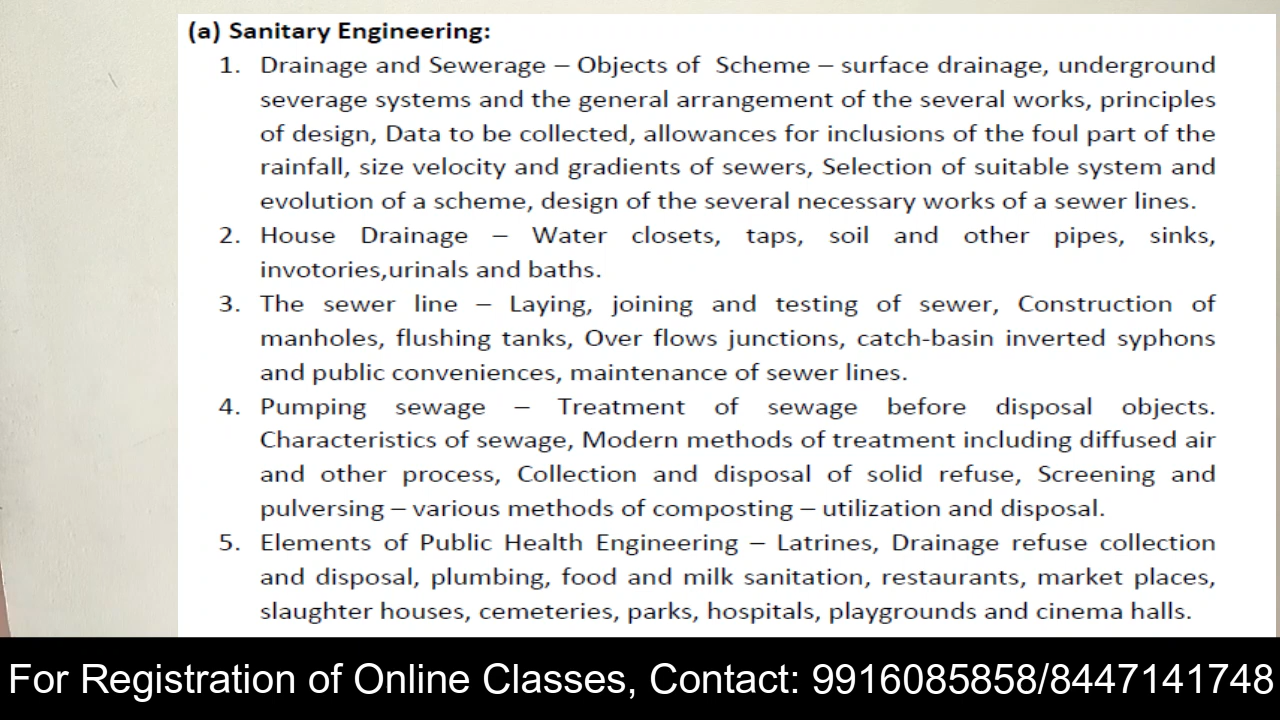 (a) Sanitary Engineering:
1. Drainage and Sewerage – Objects of Scheme – surface drainage, underground
severage systems and the general arrangement of the several works, principles
of design, Data to be collected, allowances for inclusions of the foul part of the
rainfall, size velocity and gradients of sewers, Selection of suitable system and
evolution of a scheme, design of the several necessary works of a sewer lines.
2. House Drainage – Water closets, taps, soil and other pipes, sinks,
invotories,urinals and baths.
3. The sewer line – Laying, joining and testing of sewer, Construction of
manholes, flushing tanks, Over flows junctions, catch-basin inverted syphons
and public conveniences, maintenance of sewer lines.
4. Pumping sewage – Treatment of sewage before disposal objects.
Characteristics of sewage, Modern methods of treatment including diffused air
and other process, Collection and disposal of solid refuse, Screening and
pulversing – various methods of composting – utilization and disposal.
5. Elements of Public Health Engineering – Latrines, Drainage refuse collection
and disposal, plumbing, food and milk sanitation, restaurants, market places,
slaughter houses, cemeteries, parks, hospitals, playgrounds and cinema halls.
For Registration of Online Classes, Contact: 9916085858/8447141748